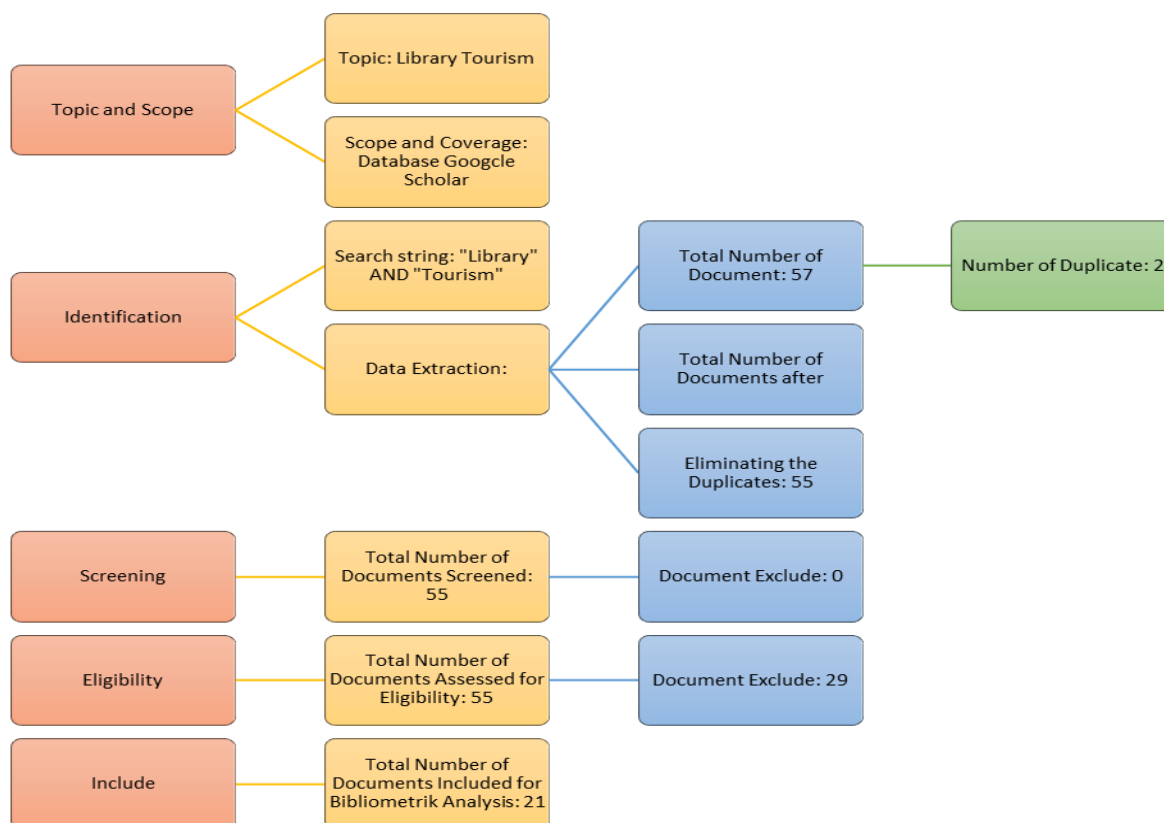 Topic and Scope
Topic: Library Tourism
Scope and Coverage:
Database Googcle
Scholar
Identification
Search string: "Library"
AND "Tourism"
Data Extraction:
Total Number of
Document: 57
Number of Duplicate: 2
Total Number of
Documents after
Eliminating the
Duplicates: 55
Screening
Total Number of
Documents Screened:
55
Document Exclude: 0
Eligibility
Total Number of
Documents Assessed for
Eligibility: 55
Document Exclude: 29
Include
Total Number of
Documents Included for
Bibliometrik Analysis: 21